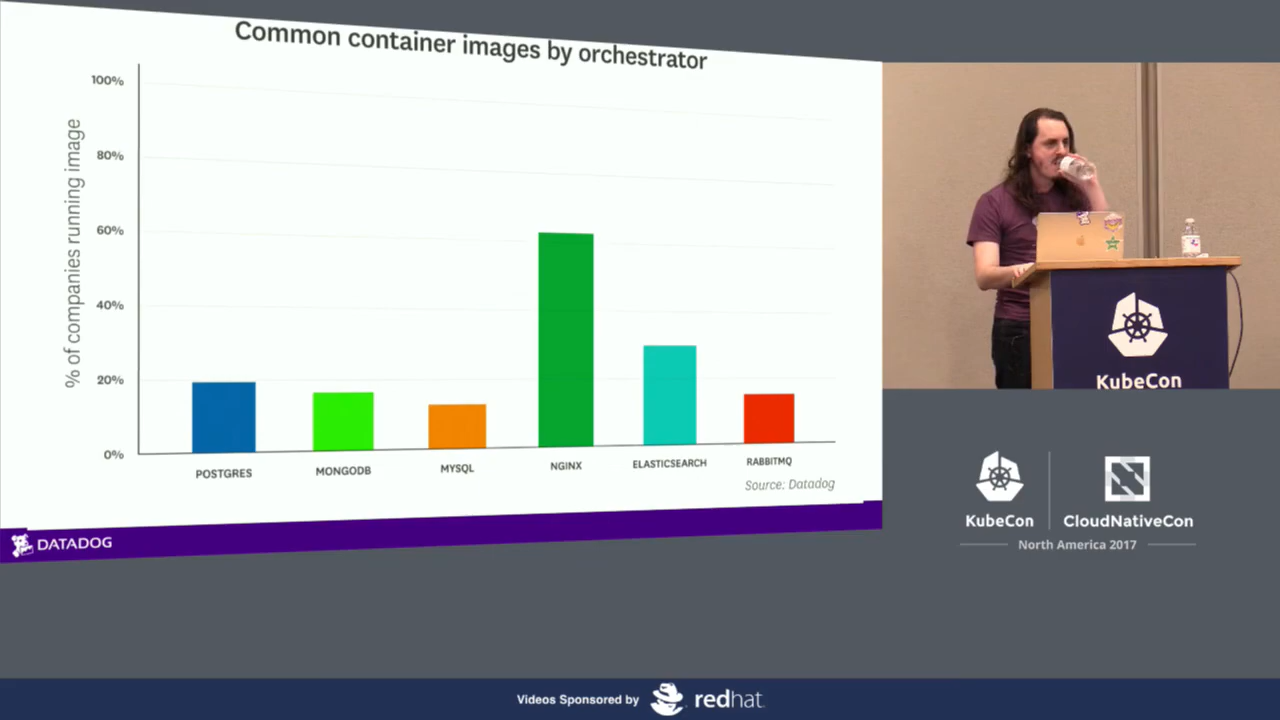 Common container images by orchestrator
% of companies running image
100%
80%
60%
40%
20%
0%
POSTGRES
MONGODB
MYSQL
NGINX
ELASTICSEARCH
RABBITMQ
Source: Datadog
DATADOG
KubeCon
KubeCon
CloudNativeCon
North America 2017
Videos Sponsored by
redhat